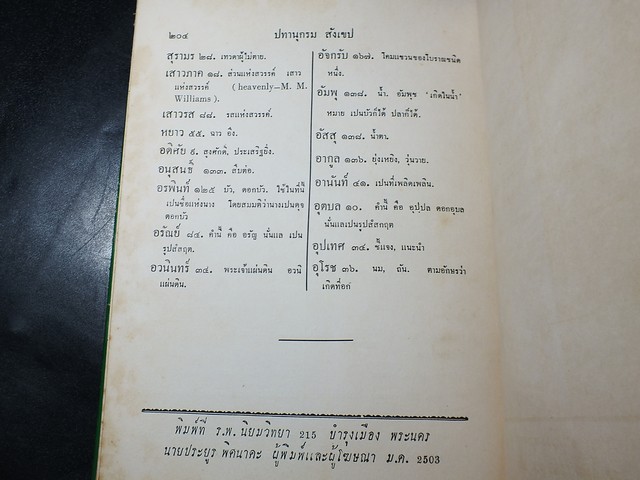 ๒๐๔ ปทานุกรม สังเขป
สุรามร ๒๘. เทวดาผู้ไม่ตาย.
เสาวภาค ๑๘. ส่วนแห่งสวรรค์ เสาว
แห่งสวรรค์ (heavenly—M. M.
Williams).
เสาวรส ๘๘. รสแห่งสวรรค์.
หยาว ๕๕. ฉาว อึง.
อติศัย ๙. สูงศักดิ์, ประเสริฐยิ่ง.
อนุสนธิ์ ๑๓๓. สืบต่อ.
อรพินท์ ๑๒๕ บัว, ดอกบัว. ใช้ในที่นี้
เปนชื่อแห่งนาง โดยสมมติว่านางเปนดุจ
ดอกบัว
อรัณย์ ๘๔. คำนี้ คือ อรัญ นั่นแล เปน
รูปสํสกฤต.
อวนินทร์ ๓๔. พระเจ้าแผ่นดิน อวนิ
แผ่นดิน.
อัจกรับ ๑๖๗. โคมแขวนของโบราณชนิด
หนึ่ง.
อัมพุ ๑๓๘. น้ำ. อัมพุช 'เกิดในน้ำ'
หมาย เปนบัวก็ได้ ปลาก็ได้.
อัสสุ ๑๓๘. น้ำตา.
อากูล ๑๓๖. ยุ่งเหยิง, วุ่นวาย.
อานันท์ ๔๑. เปนที่เพลิดเพลิน.
อุตบล ๑๐. คำนี้ คือ อุปปล ดอกอุบล
นั่นแลเปนรูปสํสกฤต
อุปเทศ ๓๔. ชี้แจง, แนะนำ
อุโรช ๓๖. นม, ถัน. ตามอักษรว่า
เกิดที่อก่
พิมพ์ที่ ร.พ. นิยมวิทยา 215 บำรุงเมือง พระนคร
นายประยูร พิศนาคะ ผู้พิมพ์และผู้โฆษณา ม.ค. 2503